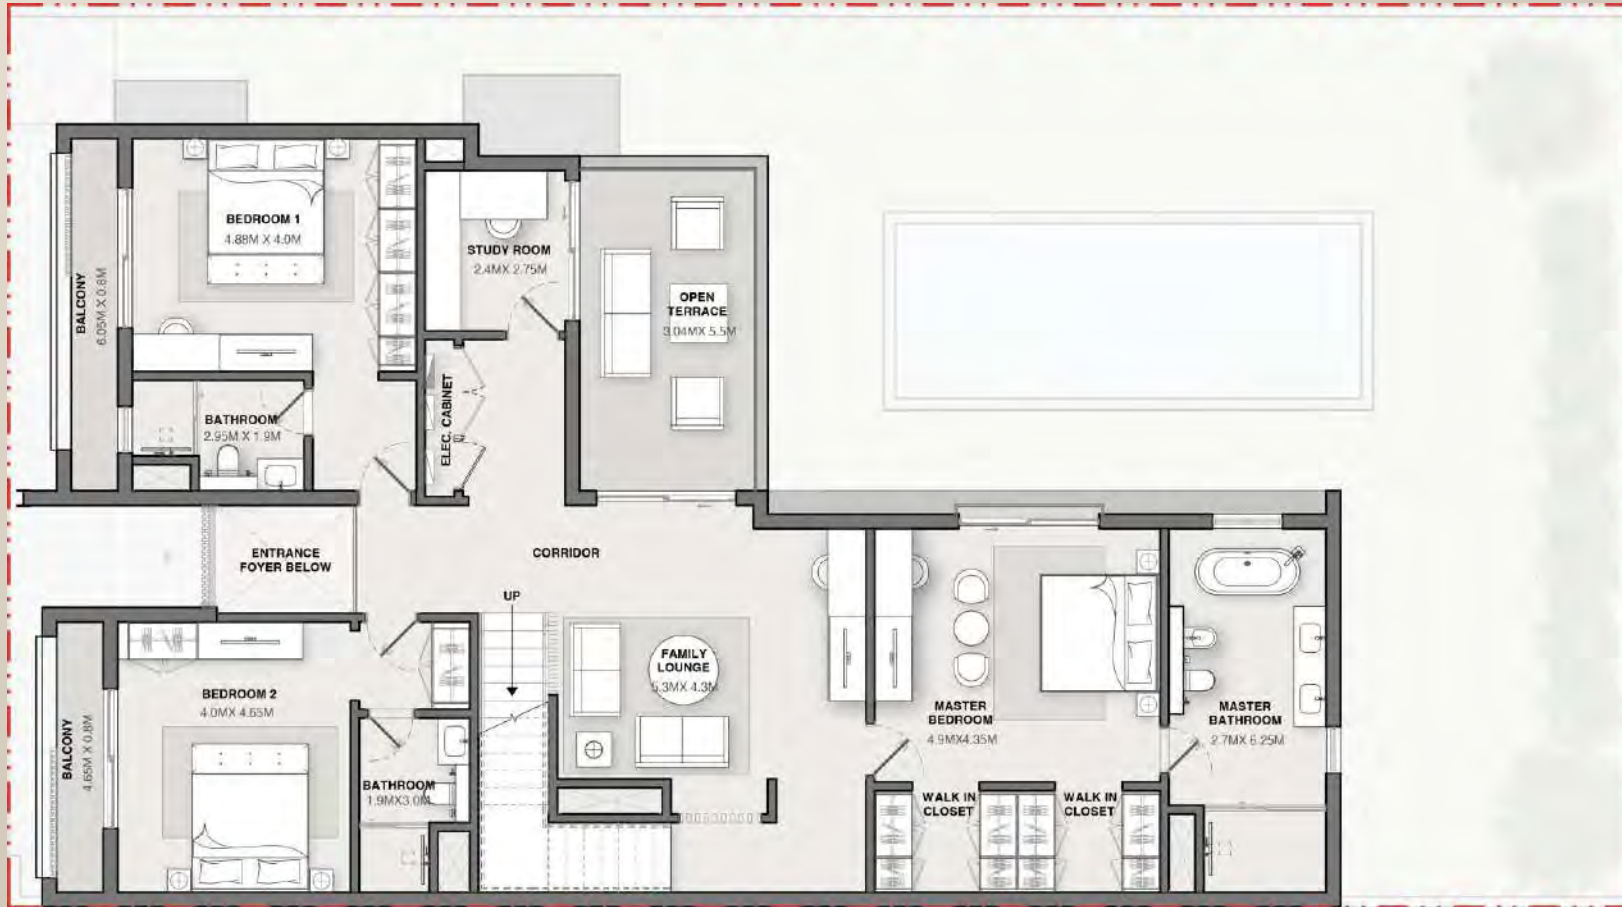 BEDROOM 1
4.88M X 4.0M
BALCONY
6.05M X 0.8M
STUDY ROOM
2.4MX 2.75M
OPEN
TERRACE
3.04MX 5.5M
BATHROOM
2.95M X 1.9M
ELEC. CABINET
ENTRANCE
FOYER BELOW
CORRIDOR
UP
FAMILY
LOUNGE
5.3MX 4.3M
BEDROOM 2
4.0MX 4.65M
BALCONY
4.65M X 0.8M
BATHROOM
1.9MX3.0M
MASTER
BEDROOM
4.9MX4.35M
MASTER
BATHROOM
2.7MX 6.25M
WALK IN
CLOSET
WALK IN
CLOSET